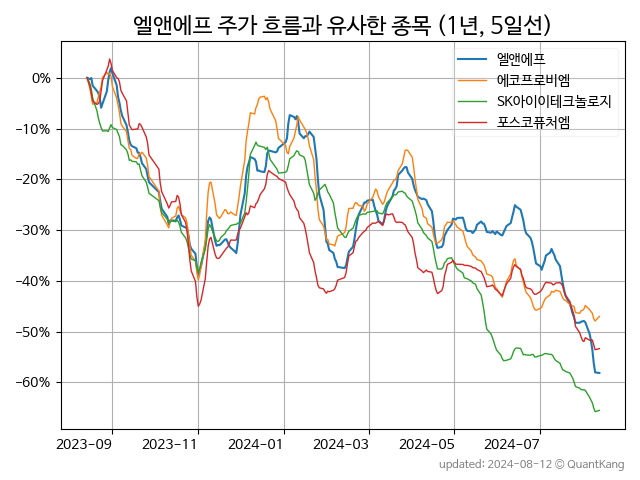 엘앤에프 주가 흐름과 유사한 종목 (1년, 5일선)
엘앤에프
에코프로비엠
SK아이이테크놀로지
포스코퓨처엠
0%
−10%
−20%
−30%
−40%
−50%
−60%
2023-09 2023-11 2024-01 2024-03 2024-05 2024-07
updated: 2024-08-12 © QuantKang